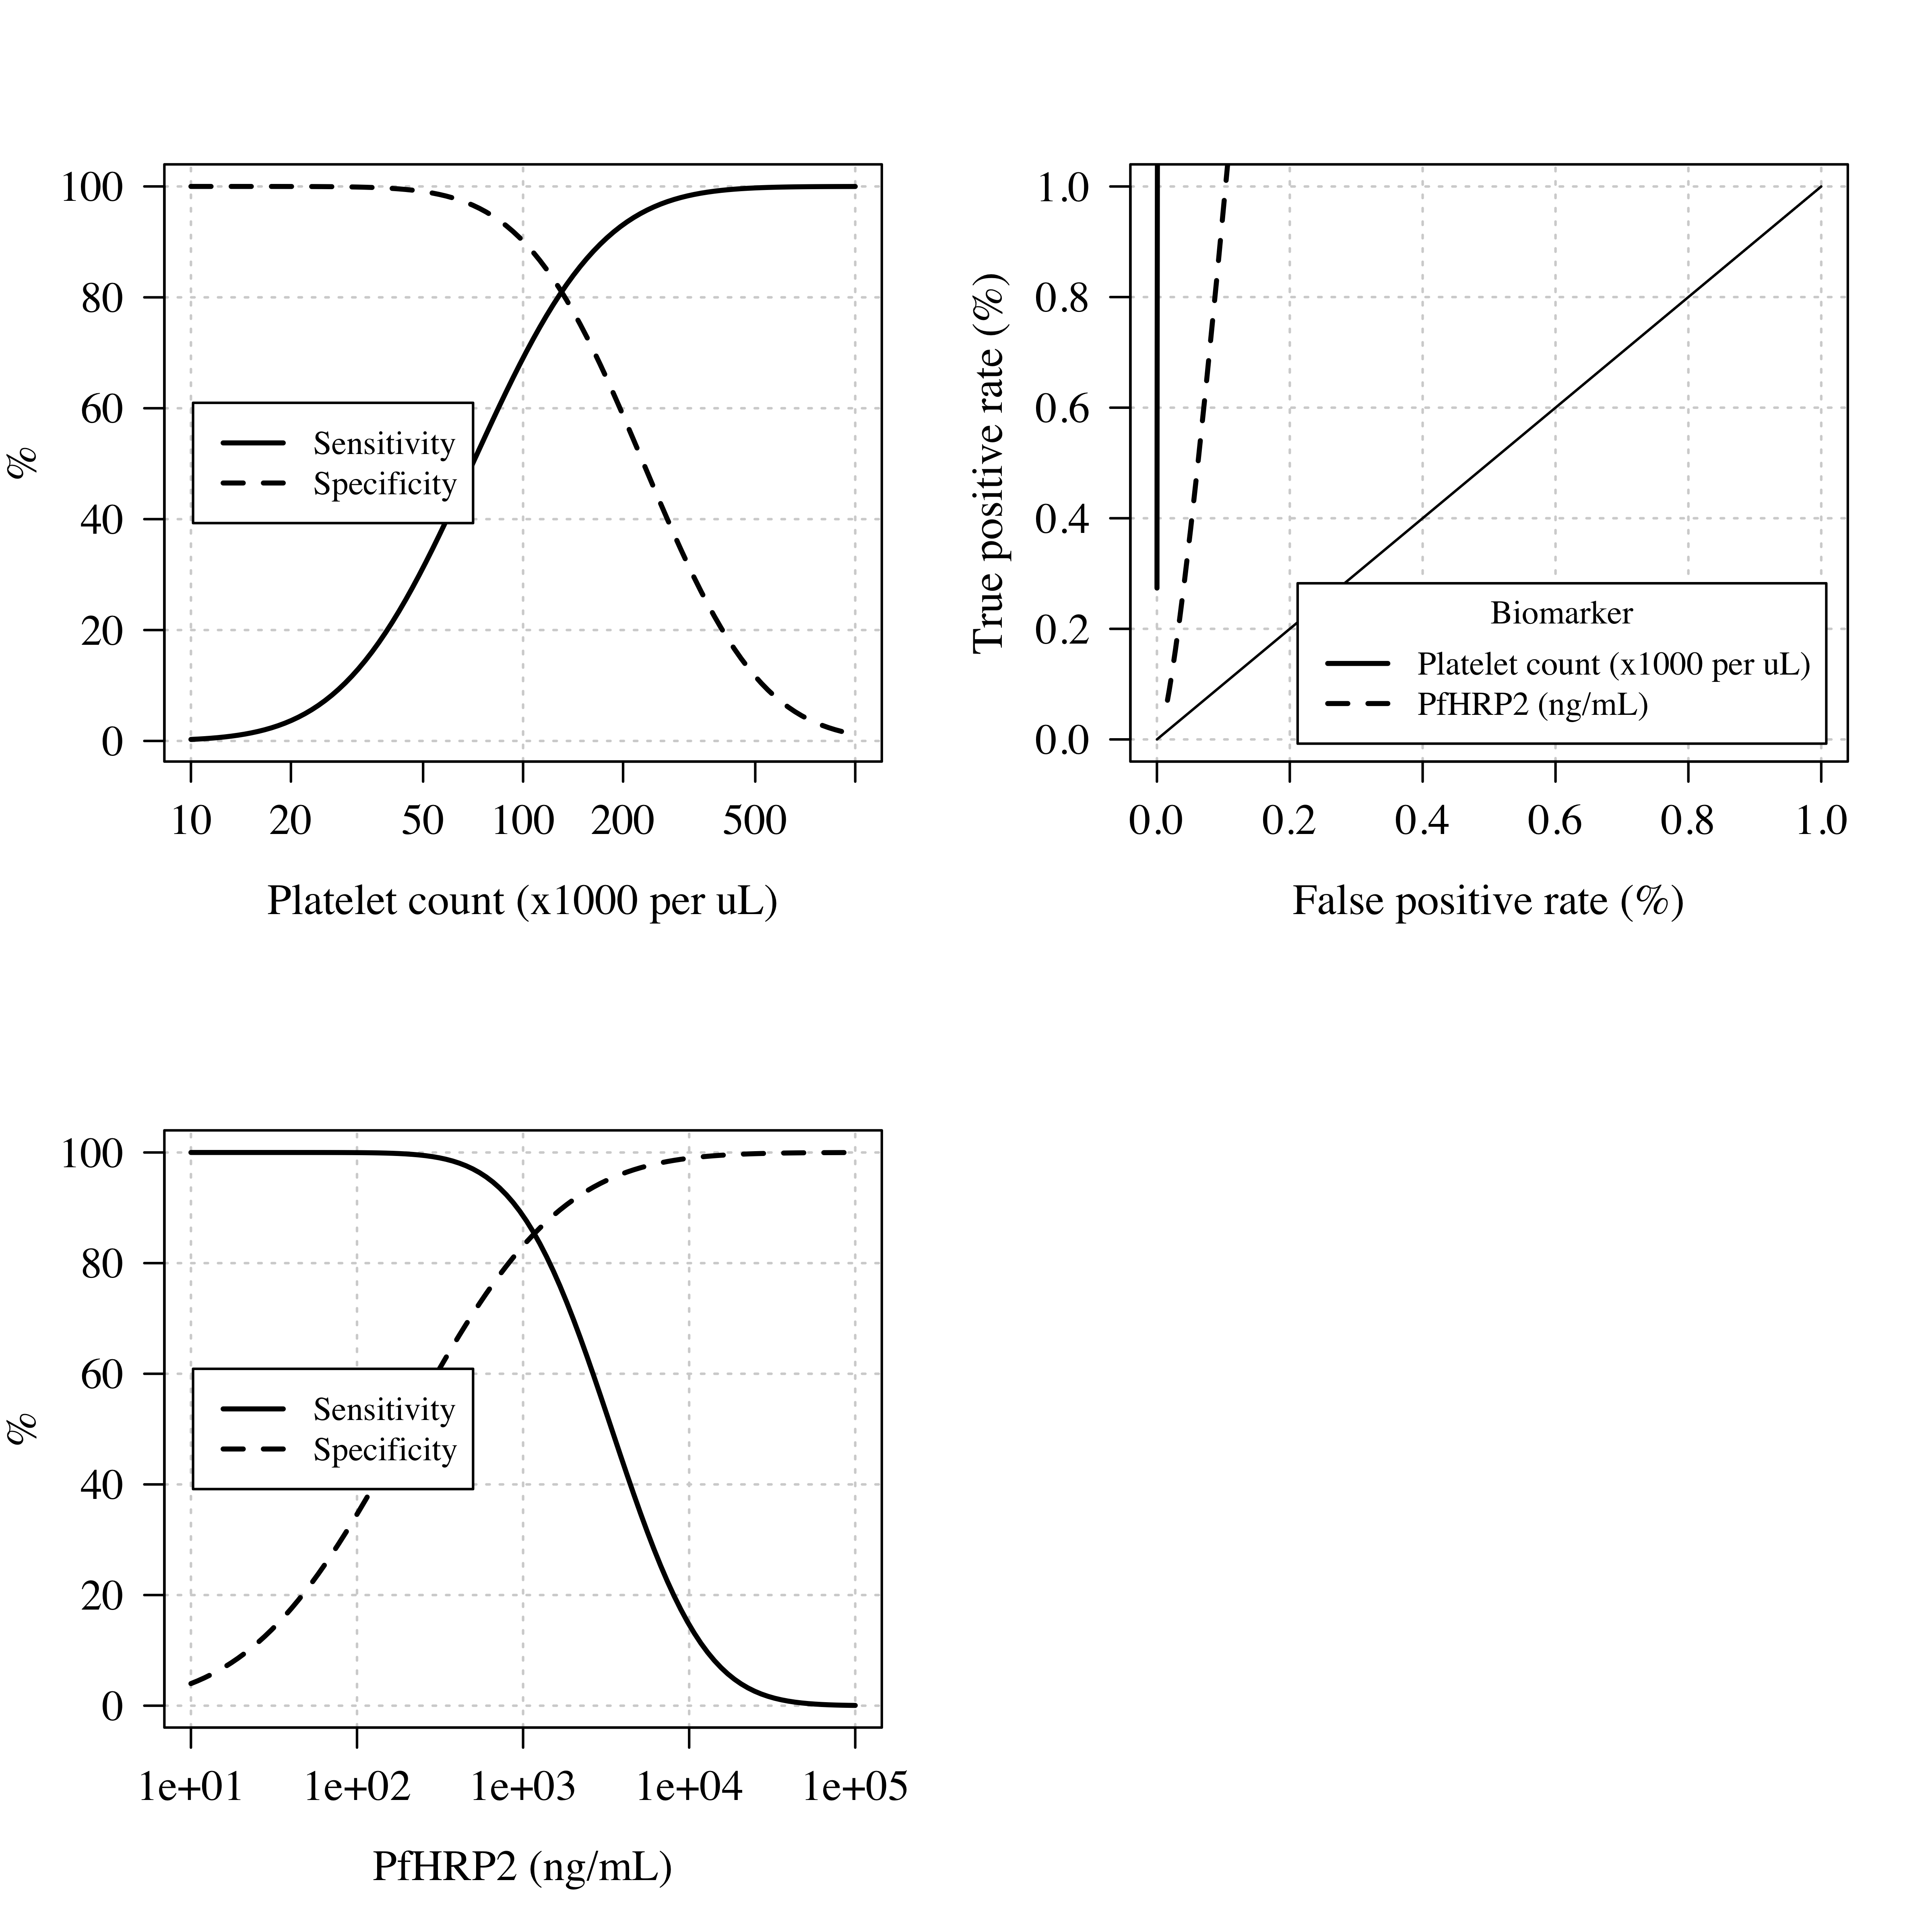 100
80
60
40
20
0
%
Sensitivity
Specificity
10 20 50 100 200 500
Platelet count (x1000 per uL)
1.0
0.8
0.6
0.4
0.2
0.0
True positive rate (%)
Biomarker
Platelet count (x1000 per uL)
PfHRP2 (ng/mL)
0.0 0.2 0.4 0.6 0.8 1.0
False positive rate (%)
100
80
60
40
20
0
%
Sensitivity
Specificity
1e+01 1e+02 1e+03 1e+04 1e+05
PfHRP2 (ng/mL)